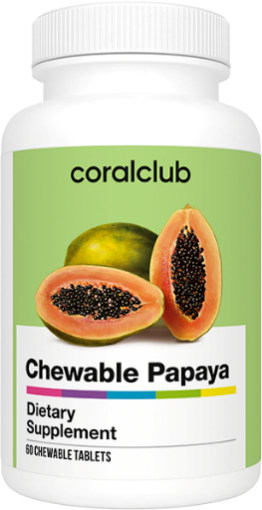 coralclub
Chewable Papaya
Dietary
Supplement
60 CHEWABLE TABLETS